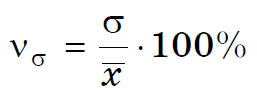 ν_σ = σ / x̄ · 100%